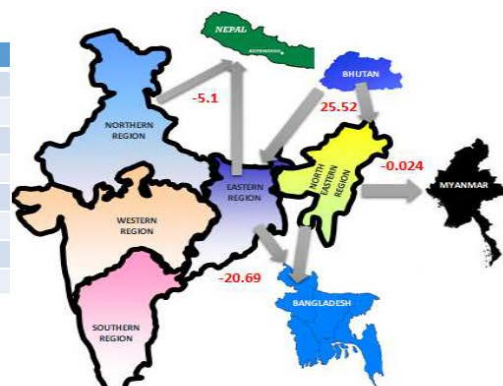 NEPAL
BHUTAN
-5.1
25.52
NORTHERN
REGION
-0.024
EASTERN
REGION
NORTH
EASTERN
REGION
MYANMAR
WESTERN
REGION
-20.69
BANGLADESH
SOUTHERN
REGION